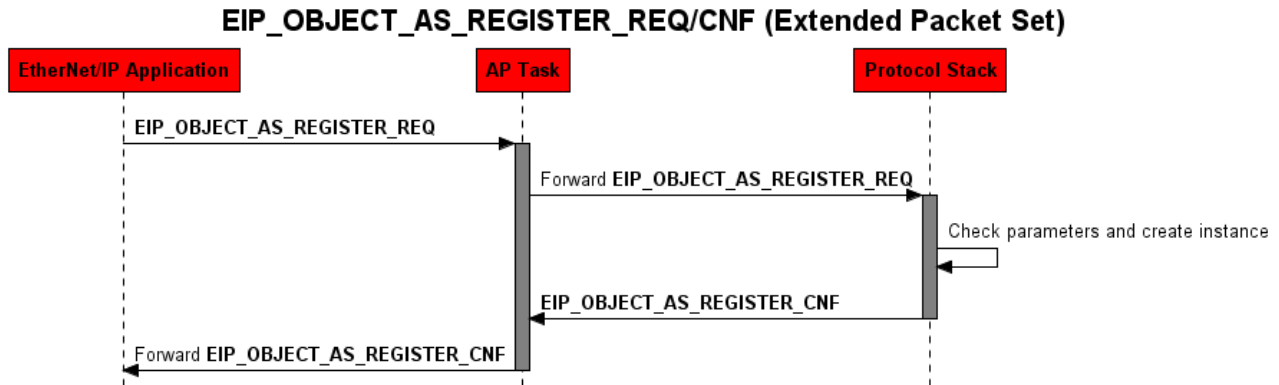 EIP_OBJECT_AS_REGISTER_REQ/CNF (Extended Packet Set)
EtherNet/IP Application
AP Task
Protocol Stack
EIP_OBJECT_AS_REGISTER_REQ
Forward EIP_OBJECT_AS_REGISTER_REQ
Check parameters and create instance
EIP_OBJECT_AS_REGISTER_CNF
Forward EIP_OBJECT_AS_REGISTER_CNF